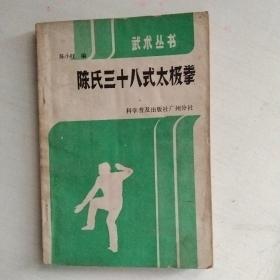 武术丛书
陈小旺 编
陈氏三十八式太极拳
科学普及出版社广州分社